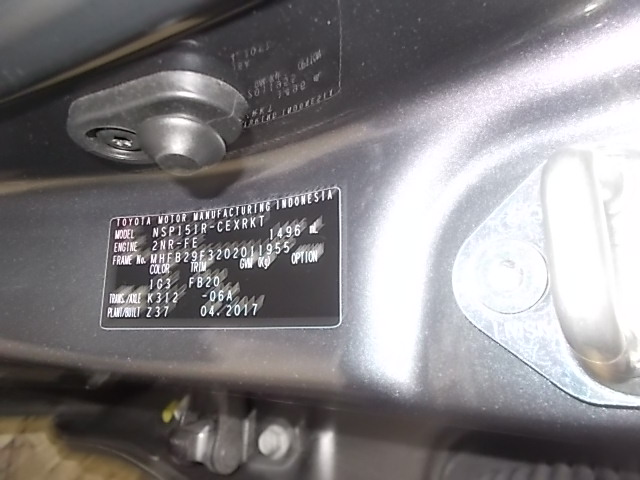 TOYOTA MOTOR MANUFACTURING INDONESIA
MODEL NSP151R-CEXRKT
ENGINE 2NR-FE 1496 mL
FRAME No. MHFB29F3202011955
COLOR TRIM GVM (Kg) OPTION
1G3 FB20
TRANS./AXLE K312 -06A
PLANT/BUILT Z37 04.2017